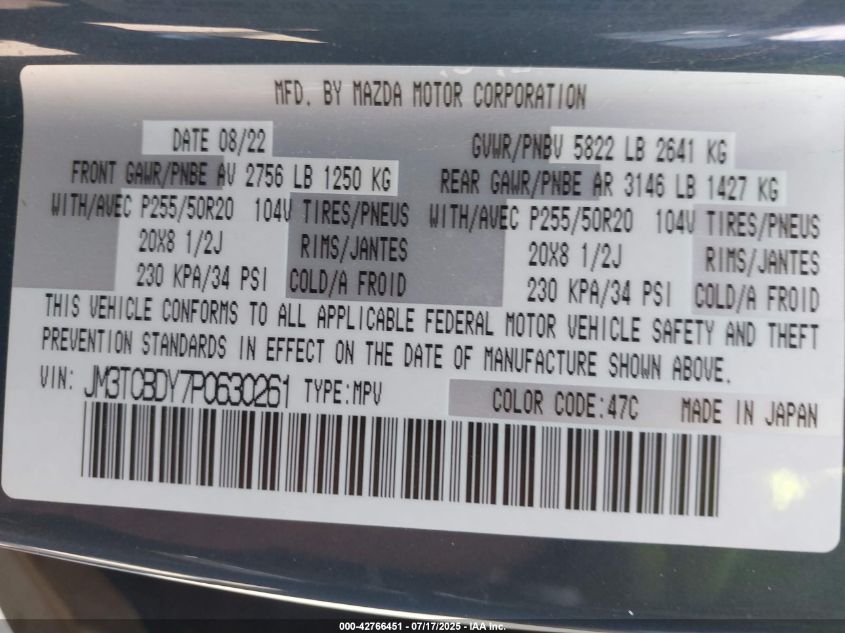 MFD. BY MAZDA MOTOR CORPORATION
DATE 08/22 GVWR/PNBV 5822 LB 2641 KG
FRONT GAWR/PNBE AV 2756 LB 1250 KG REAR GAWR/PNBE AR 3146 LB 1427 KG
WITH/AVEC P255/50R20 104V TIRES/PNEUS WITH/AVEC P255/50R20 104V TIRES/PNEUS
20X8 1/2J RIMS/JANTES 20X8 1/2J RIMS/JANTES
230 KPA/34 PSI COLD/A FROID 230 KPA/34 PSI COLD/A FROID
THIS VEHICLE CONFORMS TO ALL APPLICABLE FEDERAL MOTOR VEHICLE SAFETY AND THEFT
PREVENTION STANDARDS IN EFFECT ON THE DATE OF MANUFACTURE SHOWN ABOVE.
VIN: JM3TCBDY7P0630261 TYPE:MPV COLOR CODE:47C MADE IN JAPAN
000-42766451 - 07/17/2025 - IAA Inc.